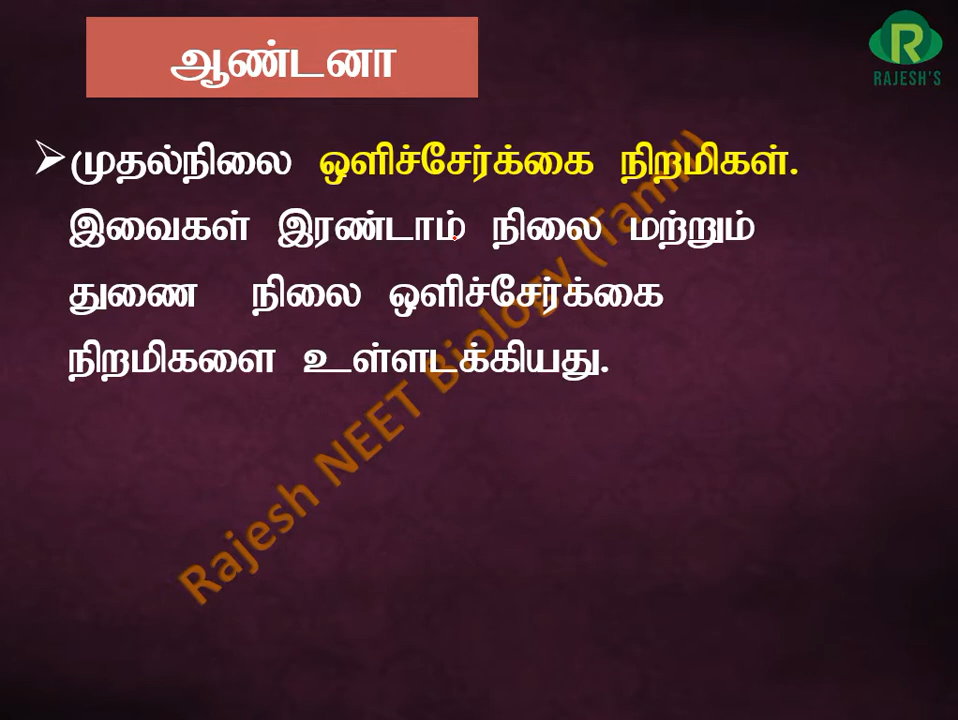 ஆண்டனா
RAJESH'S
➢முதல்நிலை ஒளிச்சேர்க்கை நிறமிகள்.
இவைகள் இரண்டாம் நிலை மற்றும்
துணை நிலை ஒளிச்சேர்க்கை
நிறமிகளை உள்ளடக்கியது.
Rajesh NEET Biology (Tamil)